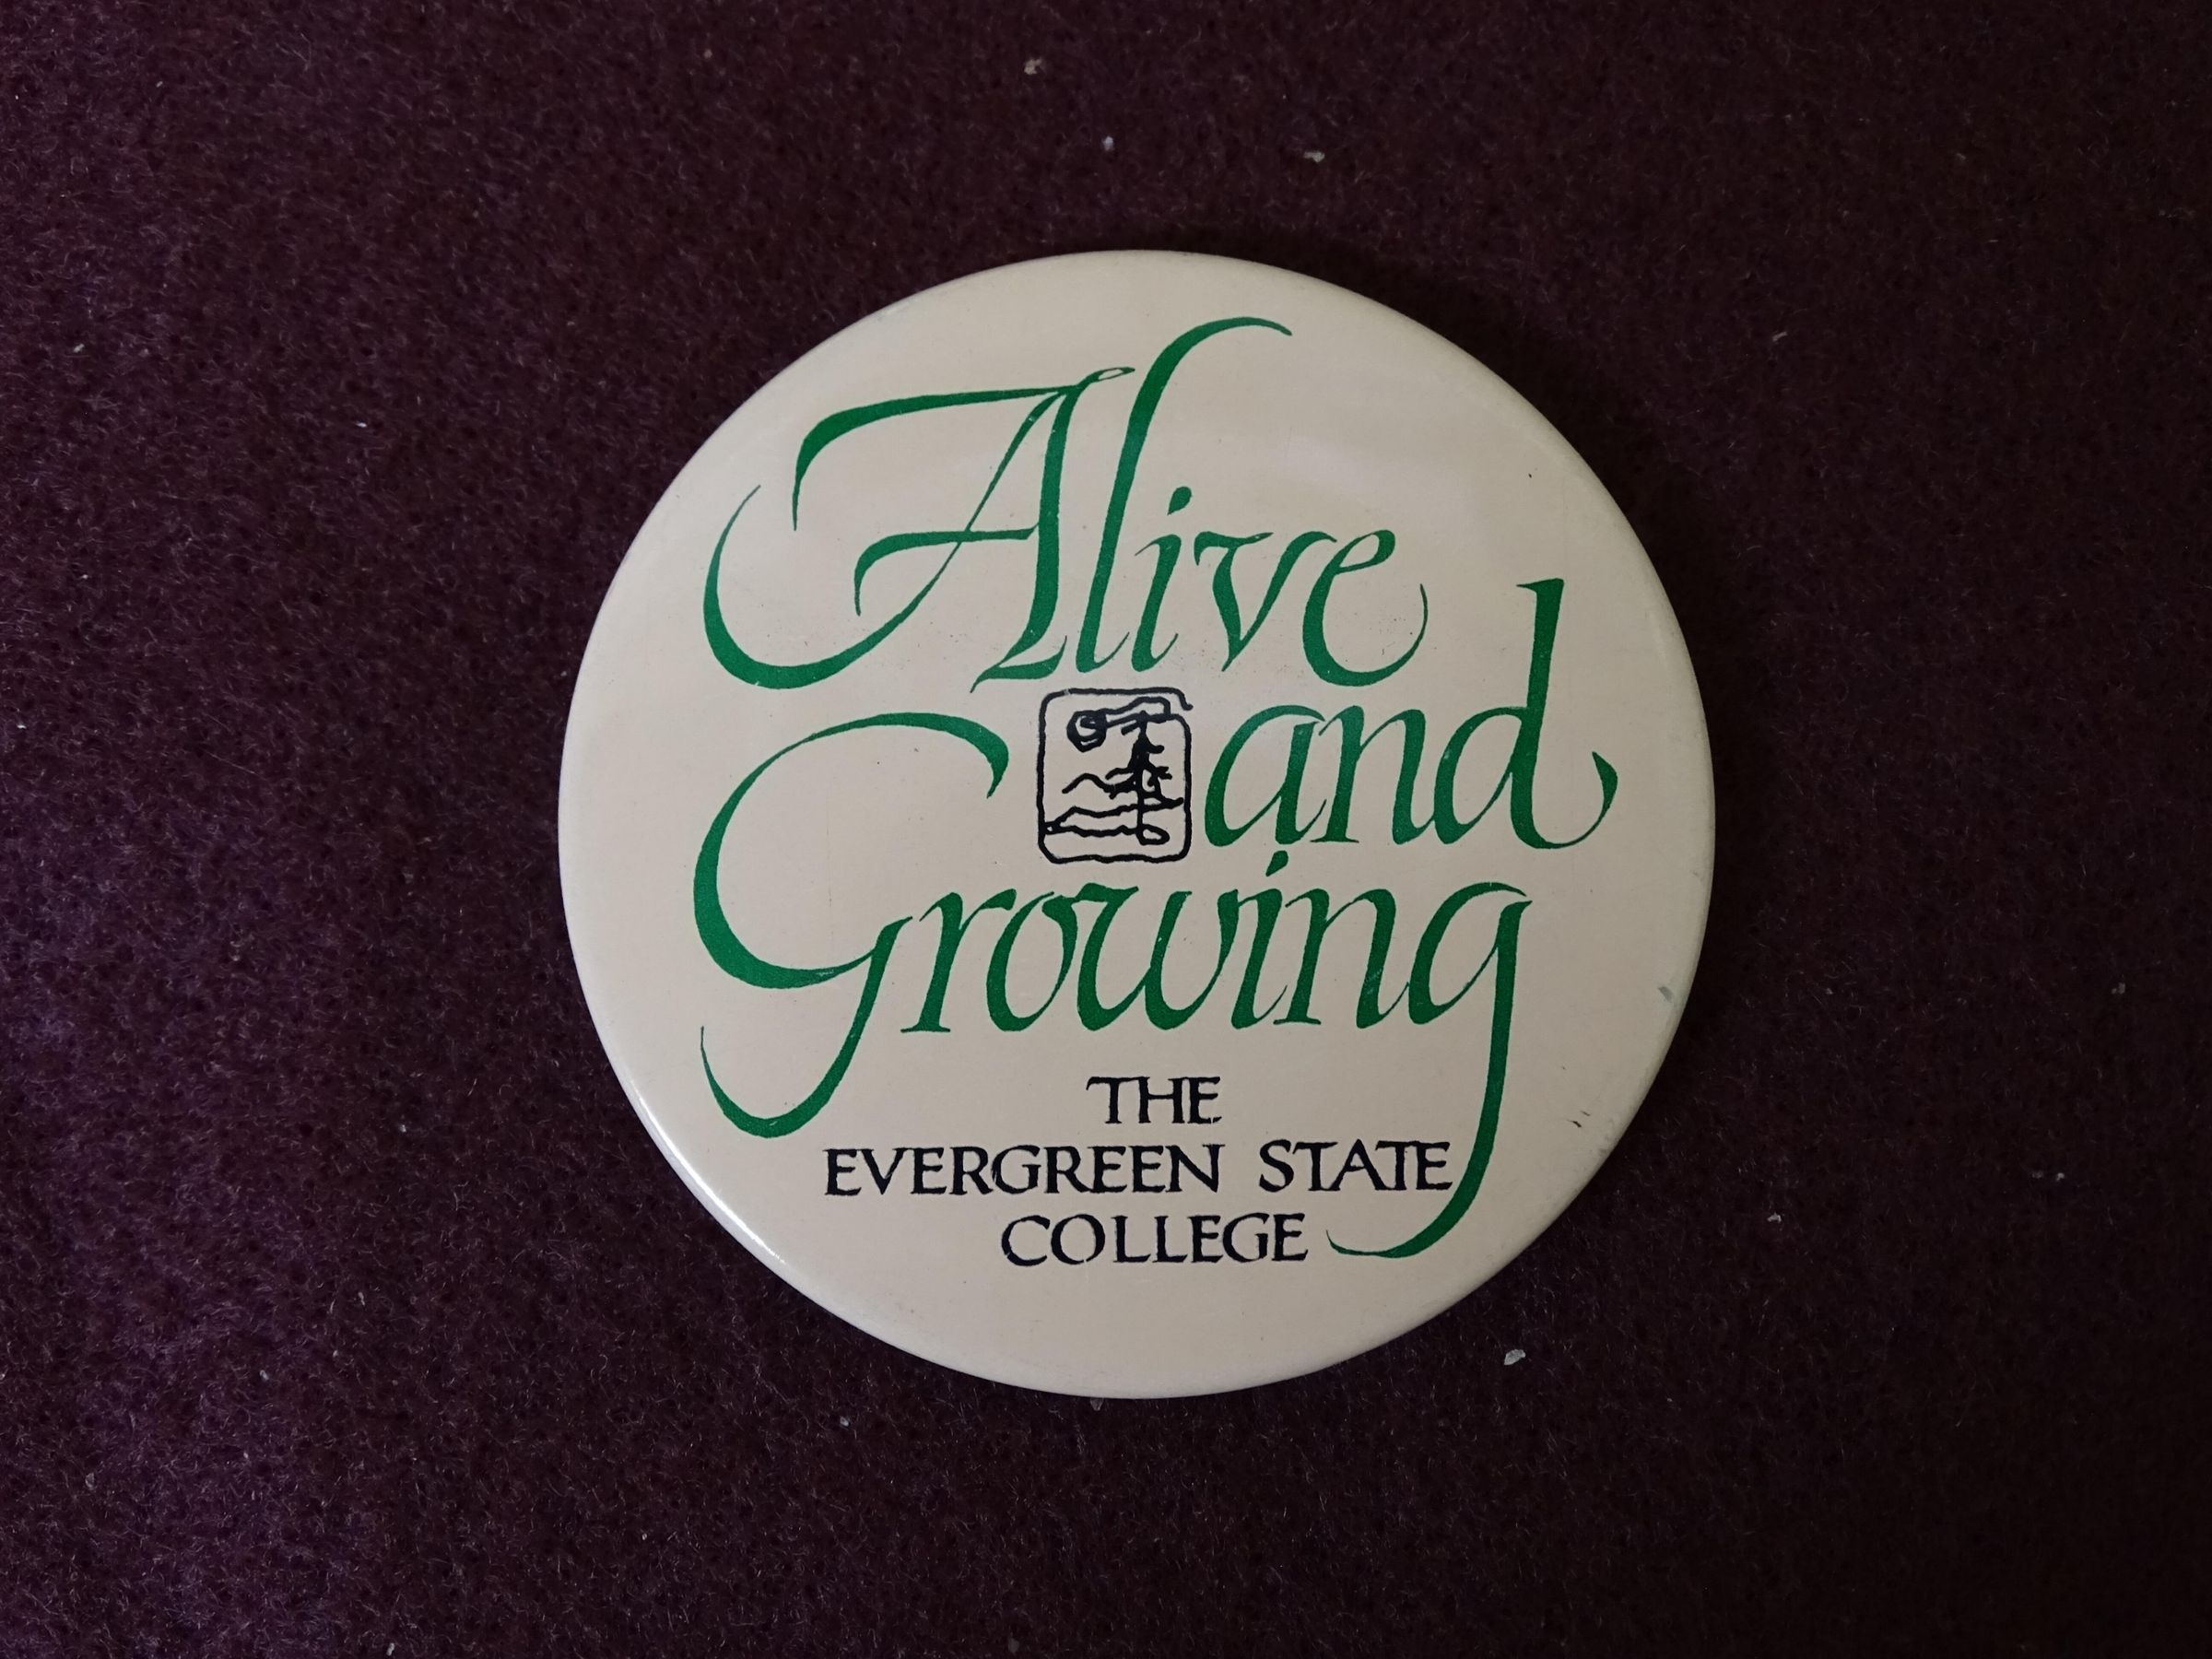 Alive
and
Growing
THE
EVERGREEN STATE
COLLEGE